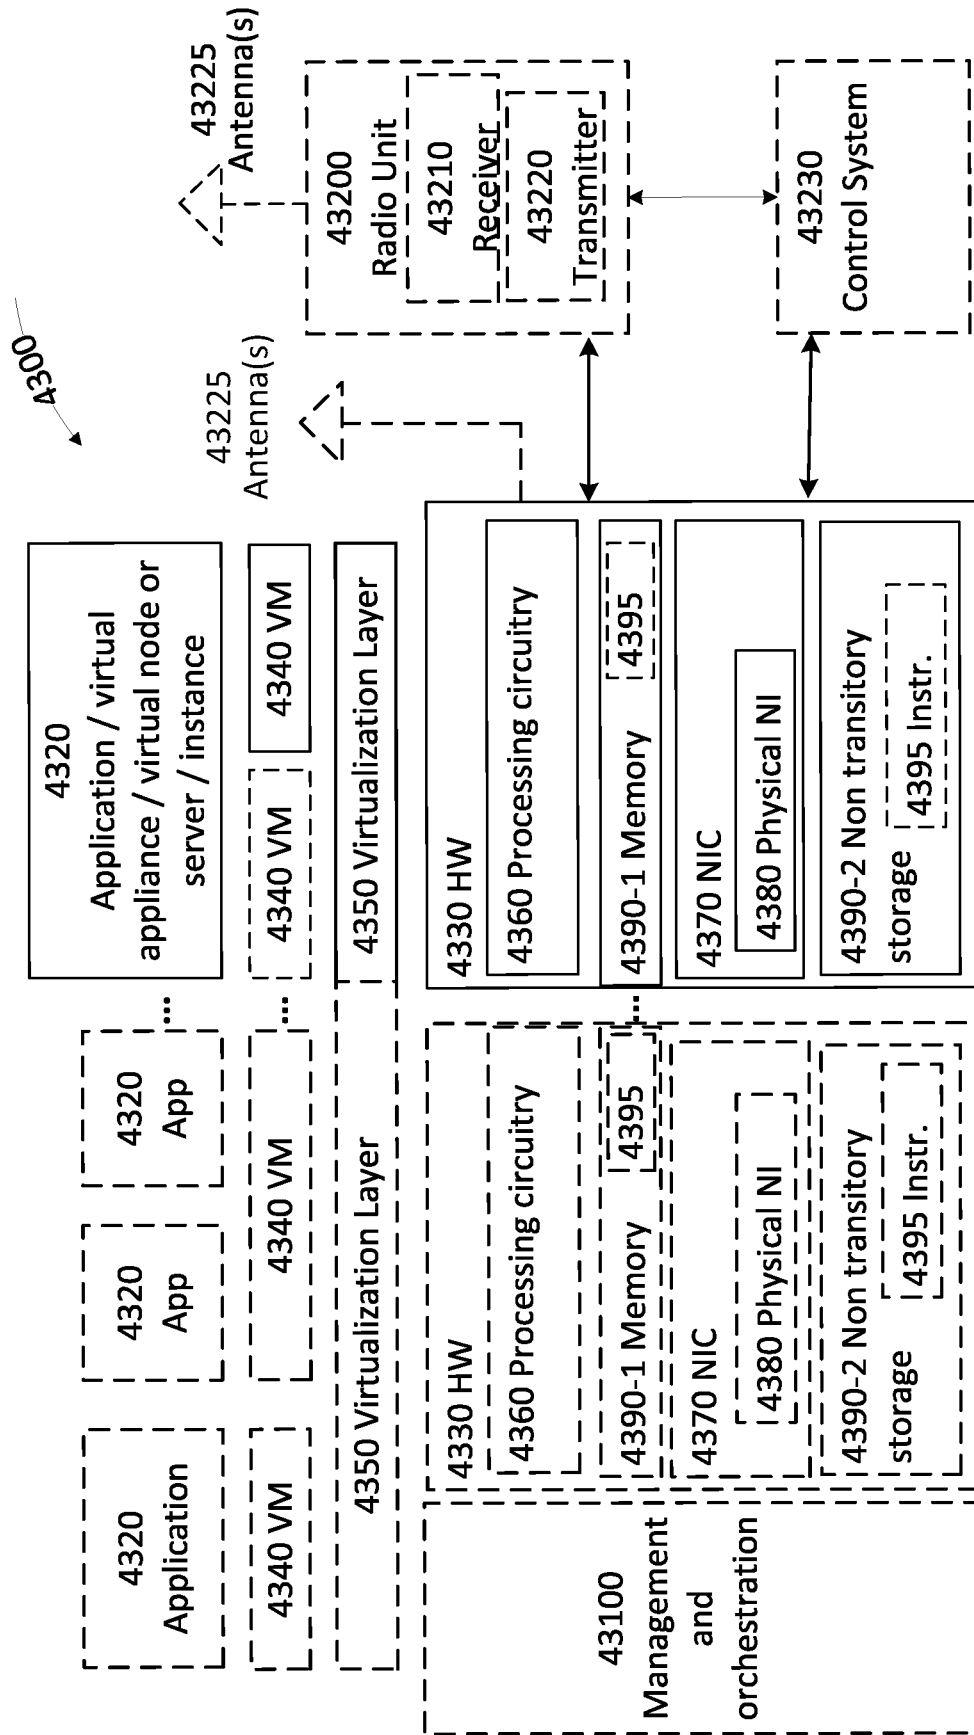 4300
4320
Application
4320
App
4320
App
...
4320
Application / virtual
appliance / virtual node or
server / instance
4340 VM
4340 VM
...
4340 VM
4340 VM
4350 Virtualization Layer
4350 Virtualization Layer
43225
Antenna(s)
43225
Antenna(s)
43100
Management
and
orchestration
4330 HW
4360 Processing circuitry
4390-1 Memory
4395
4370 NIC
4380 Physical NI
4390-2 Non transitory
storage
4395 Instr.
...
4330 HW
4360 Processing circuitry
4390-1 Memory
4395
4370 NIC
4380 Physical NI
4390-2 Non transitory
storage
4395 Instr.
43200
Radio Unit
43210
Receiver
43220
Transmitter
43230
Control System